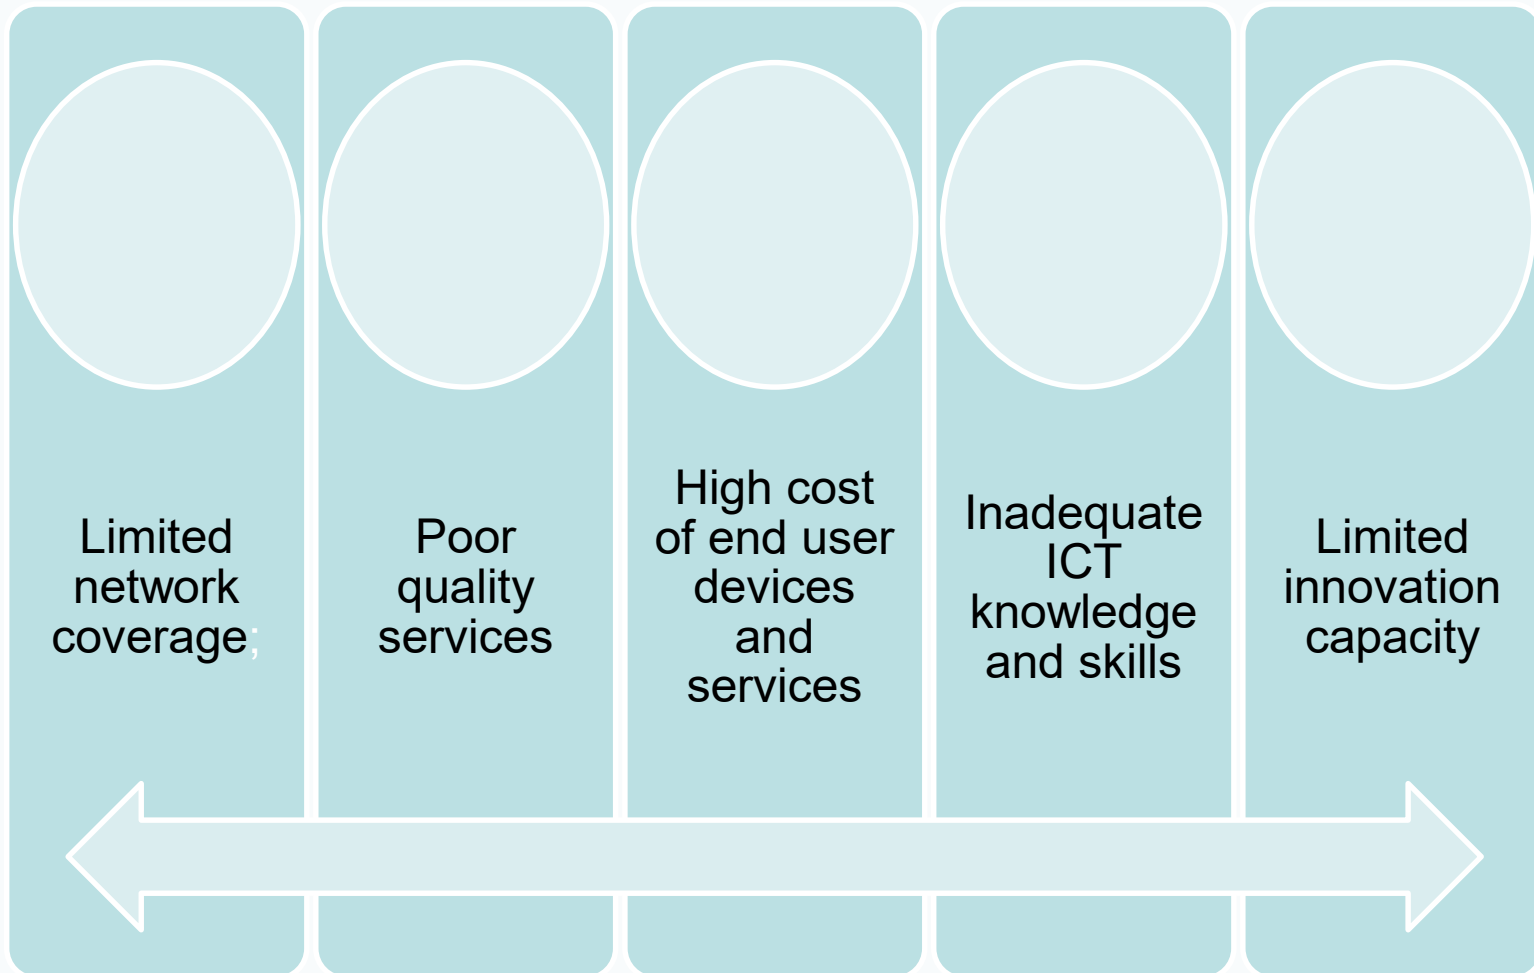 Limited
network
coverage;
Poor
quality
services
High cost
of end user
devices
and
services
Inadequate
ICT
knowledge
and skills
Limited
innovation
capacity